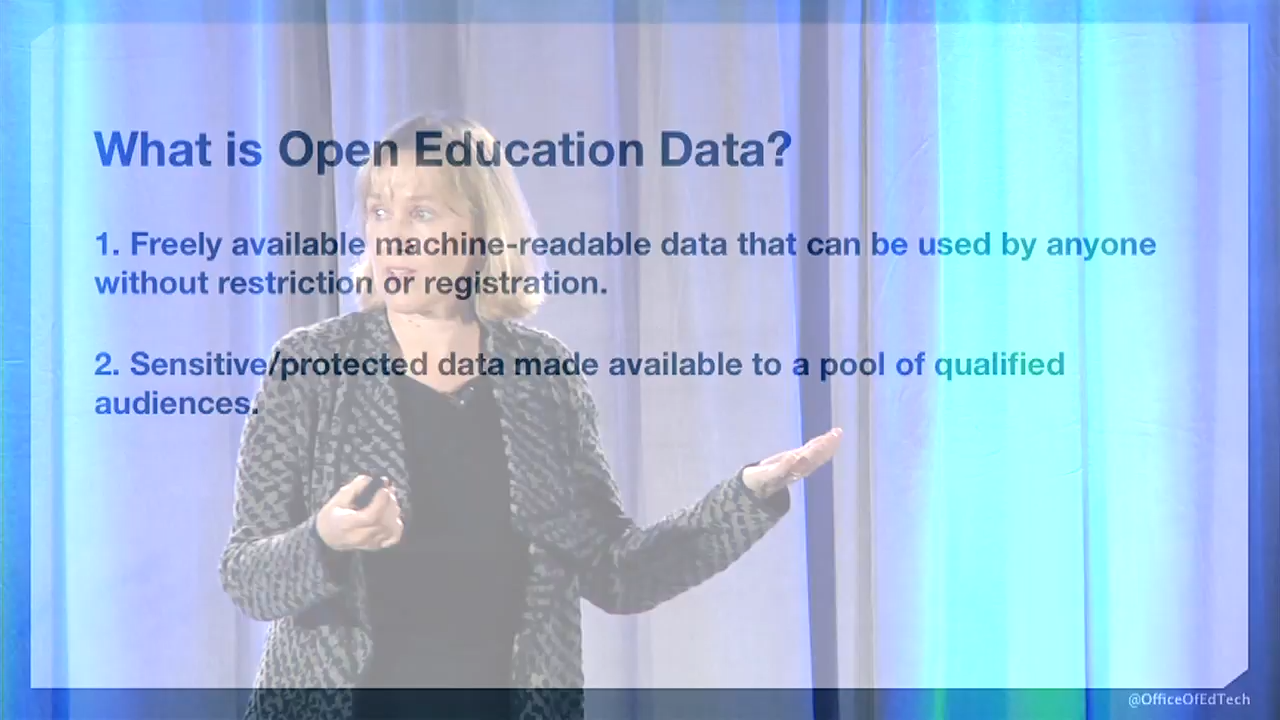 What is Open Education Data?
1. Freely available machine-readable data that can be used by anyone
without restriction or registration.
2. Sensitive/protected data made available to a pool of qualified
audiences.
@OfficeOfEdTech